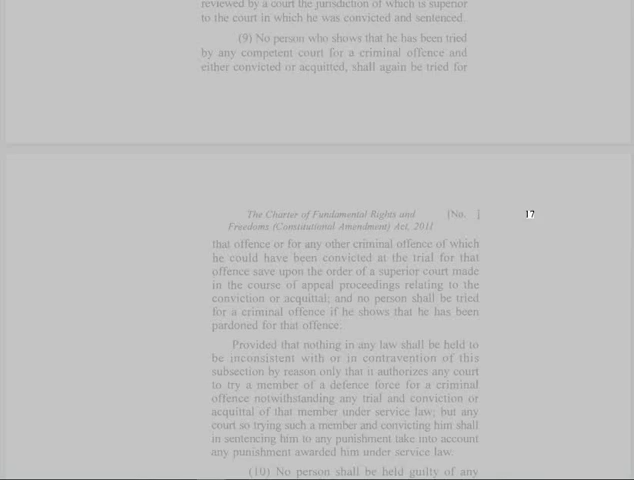 reviewed by a court the jurisdiction of which is superior
to the court in which he was convicted and sentenced.
(9) No person who shows that he has been tried
by any competent court for a criminal offence and
either convicted or acquitted, shall again be tried for
The Charter of Fundamental Rights and [No. ] 17
Freedoms (Constitutional Amendment) Act, 2011
that offence or for any other criminal offence of which
he could have been convicted at the trial for that
offence save upon the order of a superior court made
in the course of appeal proceedings relating to the
conviction or acquittal; and no person shall be tried
for a criminal offence if he shows that he has been
pardoned for that offence.
Provided that nothing in any law shall be held to
be inconsistent with or in contravention of this
subsection by reason only that it authorizes any court
to try a member of a defence force for a criminal
offence notwithstanding any trial and conviction or
acquittal of that member under service law; but any
court so trying such a member and convicting him shall
in sentencing him to any punishment take into account
any punishment awarded him under service law.
(10) No person shall be held guilty of any